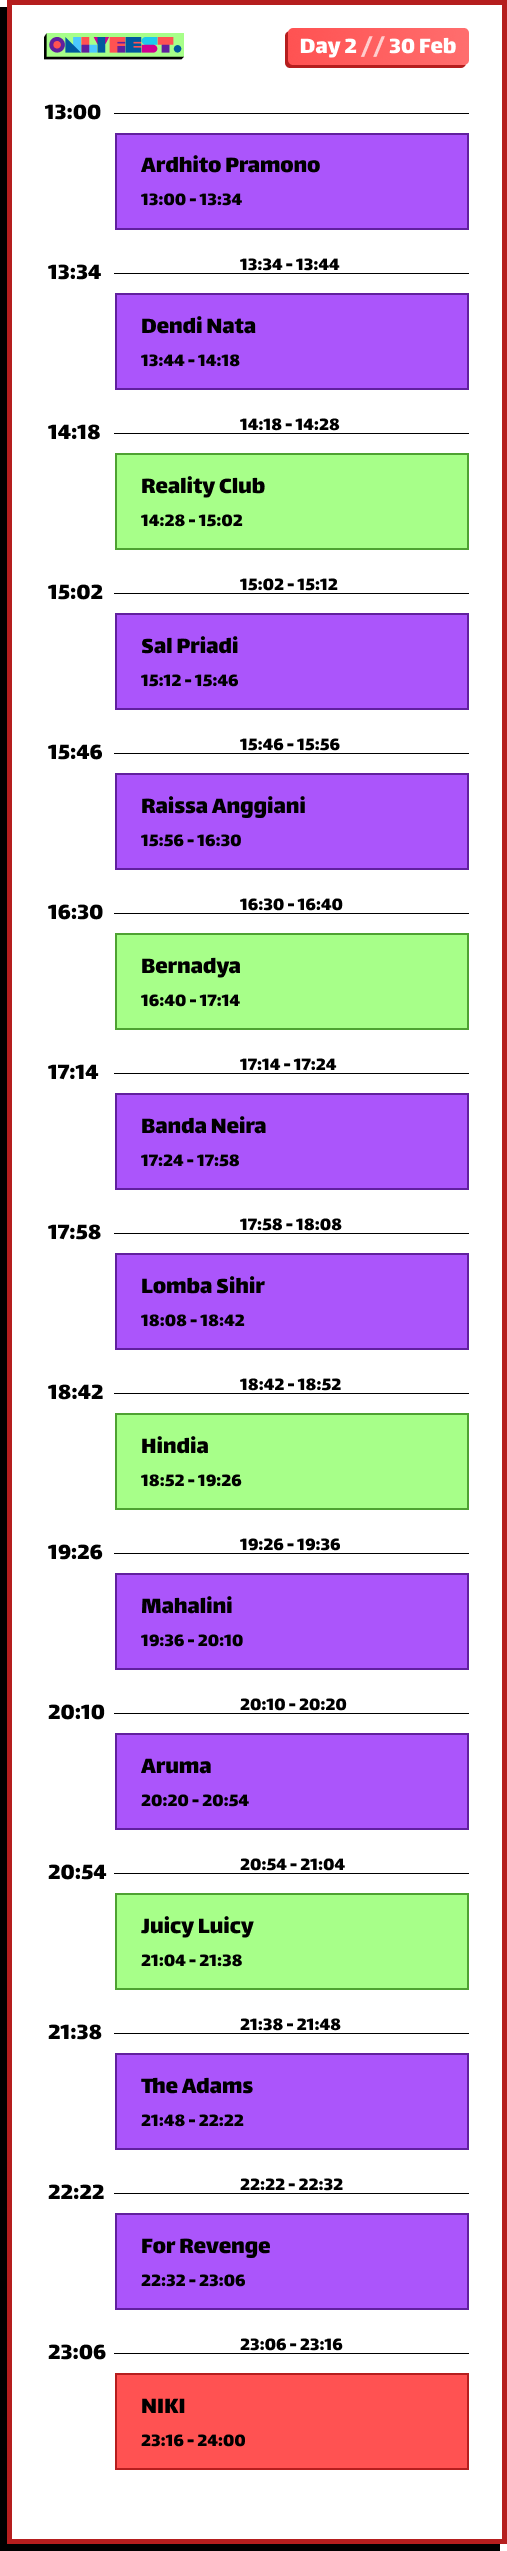 ONLYFEST.
Day 2 // 30 Feb
13:00
Ardhito Pramono
13:00 - 13:34
13:34
13:34 - 13:44
Dendi Nata
13:44 - 14:18
14:18
14:18 - 14:28
Reality Club
14:28 - 15:02
15:02
15:02 - 15:12
Sal Priadi
15:12 - 15:46
15:46
15:46 - 15:56
Raissa Anggiani
15:56 - 16:30
16:30
16:30 - 16:40
Bernadya
16:40 - 17:14
17:14
17:14 - 17:24
Banda Neira
17:24 - 17:58
17:58
17:58 - 18:08
Lomba Sihir
18:08 - 18:42
18:42
18:42 - 18:52
Hindia
18:52 - 19:26
19:26
19:26 - 19:36
Mahalini
19:36 - 20:10
20:10
20:10 - 20:20
Aruma
20:20 - 20:54
20:54
20:54 - 21:04
Juicy Luicy
21:04 - 21:38
21:38
21:38 - 21:48
The Adams
21:48 - 22:22
22:22
22:22 - 22:32
For Revenge
22:32 - 23:06
23:06
23:06 - 23:16
NIKI
23:16 - 24:00